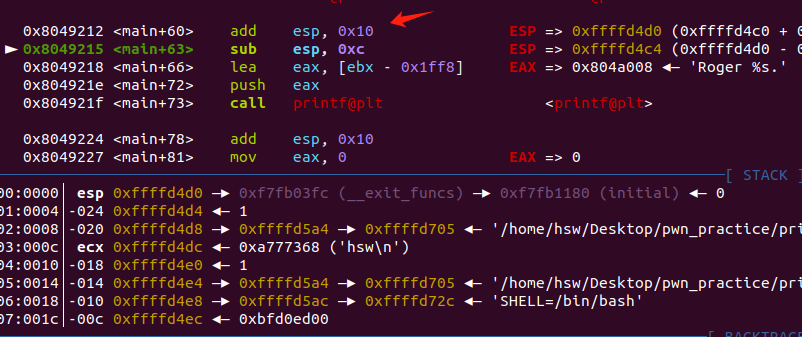 0x8049212 <main+60> add esp, 0x10 ESP => 0xffffd4d0 (0xffffd4c0 + 0
► 0x8049215 <main+63> sub esp, 0xc ESP => 0xffffd4c4 (0xffffd4d0 - 0
0x8049218 <main+66> lea eax, [ebx - 0x1ff8] EAX => 0x804a008 ◂— 'Roger %s.'
0x804921e <main+72> push eax
0x804921f <main+73> call printf@plt <printf@plt>
0x8049224 <main+78> add esp, 0x10
0x8049227 <main+81> mov eax, 0 EAX => 0
[ STACK ]
00:0000│ esp 0xffffd4d0 —▸ 0xf7fb03fc (__exit_funcs) —▸ 0xf7fb1180 (initial) ◂— 0
01:0004│-024 0xffffd4d4 ◂— 1
02:0008│-020 0xffffd4d8 —▸ 0xffffd5a4 —▸ 0xffffd705 ◂— '/home/hsw/Desktop/pwn_practice/pri
03:000c│ ecx 0xffffd4dc ◂— 0xa777368 ('hsw\n')
04:0010│-018 0xffffd4e0 ◂— 1
05:0014│-014 0xffffd4e4 —▸ 0xffffd5a4 —▸ 0xffffd705 ◂— '/home/hsw/Desktop/pwn_practice/pri
06:0018│-010 0xffffd4e8 —▸ 0xffffd5ac —▸ 0xffffd72c ◂— 'SHELL=/bin/bash'
07:001c│-00c 0xffffd4ec ◂— 0xbfd0ed00